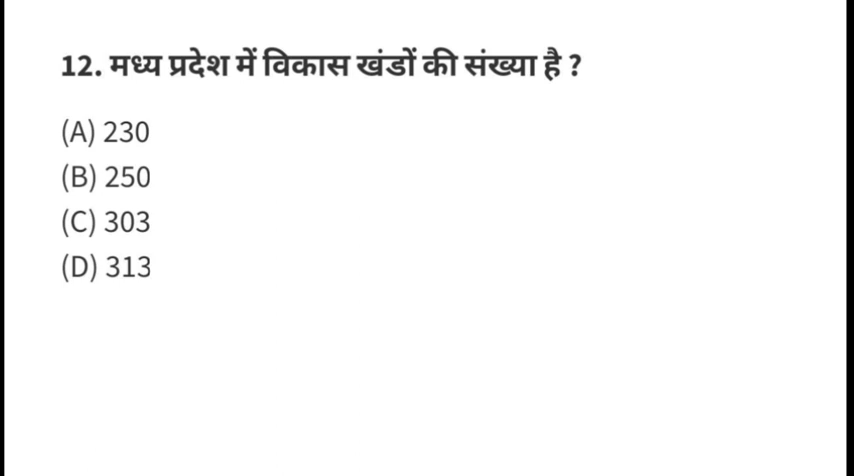 12. मध्य प्रदेश में विकास खंडों की संख्या है ?
(A) 230
(B) 250
(C) 303
(D) 313